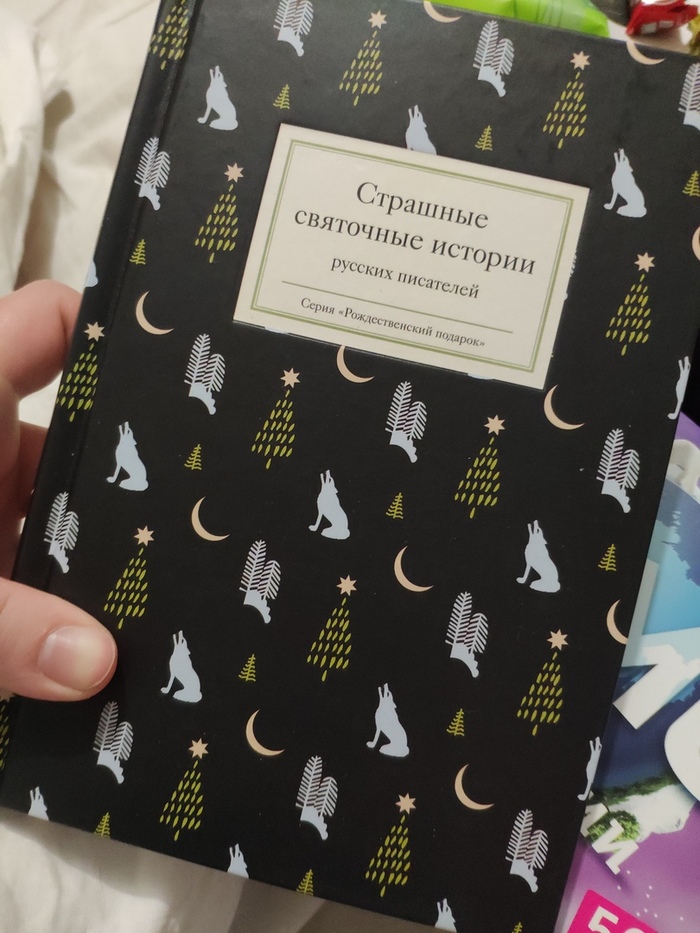 Страшные
святочные истории
русских писателей
Серия «Рождественский подарок»